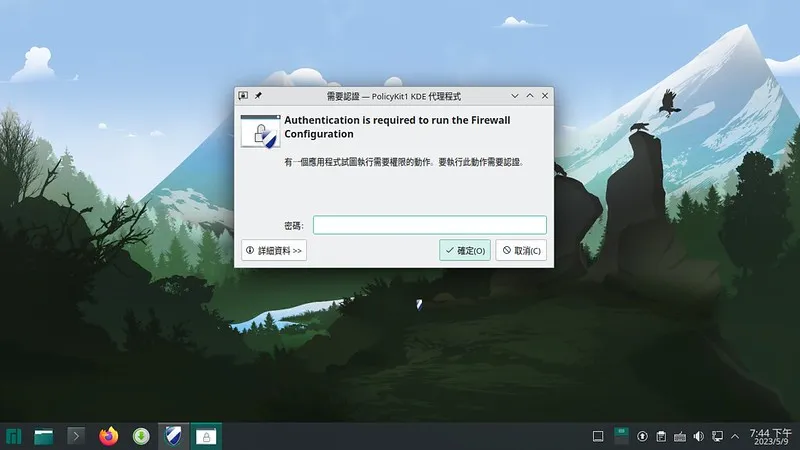 需要認證 — PolicyKit1 KDE 代理程式
Authentication is required to run the Firewall
Configuration
有一個應用程式試圖執行需要權限的動作。要執行此動作需要認證。
密碼：
詳細資料 >>
確定(O)
取消(C)
7:44 下午
2023/5/9